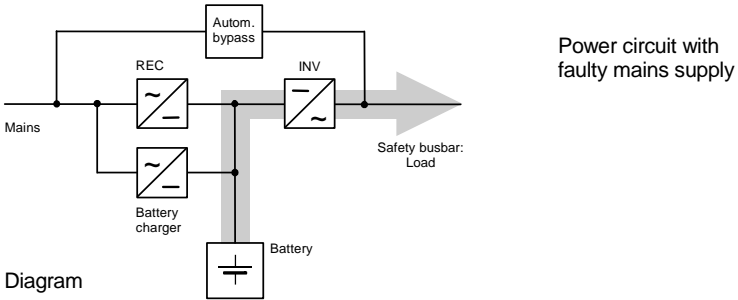 Autom.
bypass
Power circuit with
faulty mains supply
REC
INV
Mains
Safety busbar:
Load
Battery
charger
Battery
Diagram